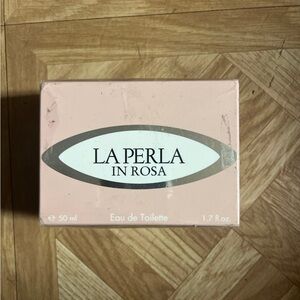 LA PERLA
IN ROSA
e 50 ml Eau de Toilette 1.7 fl oz.